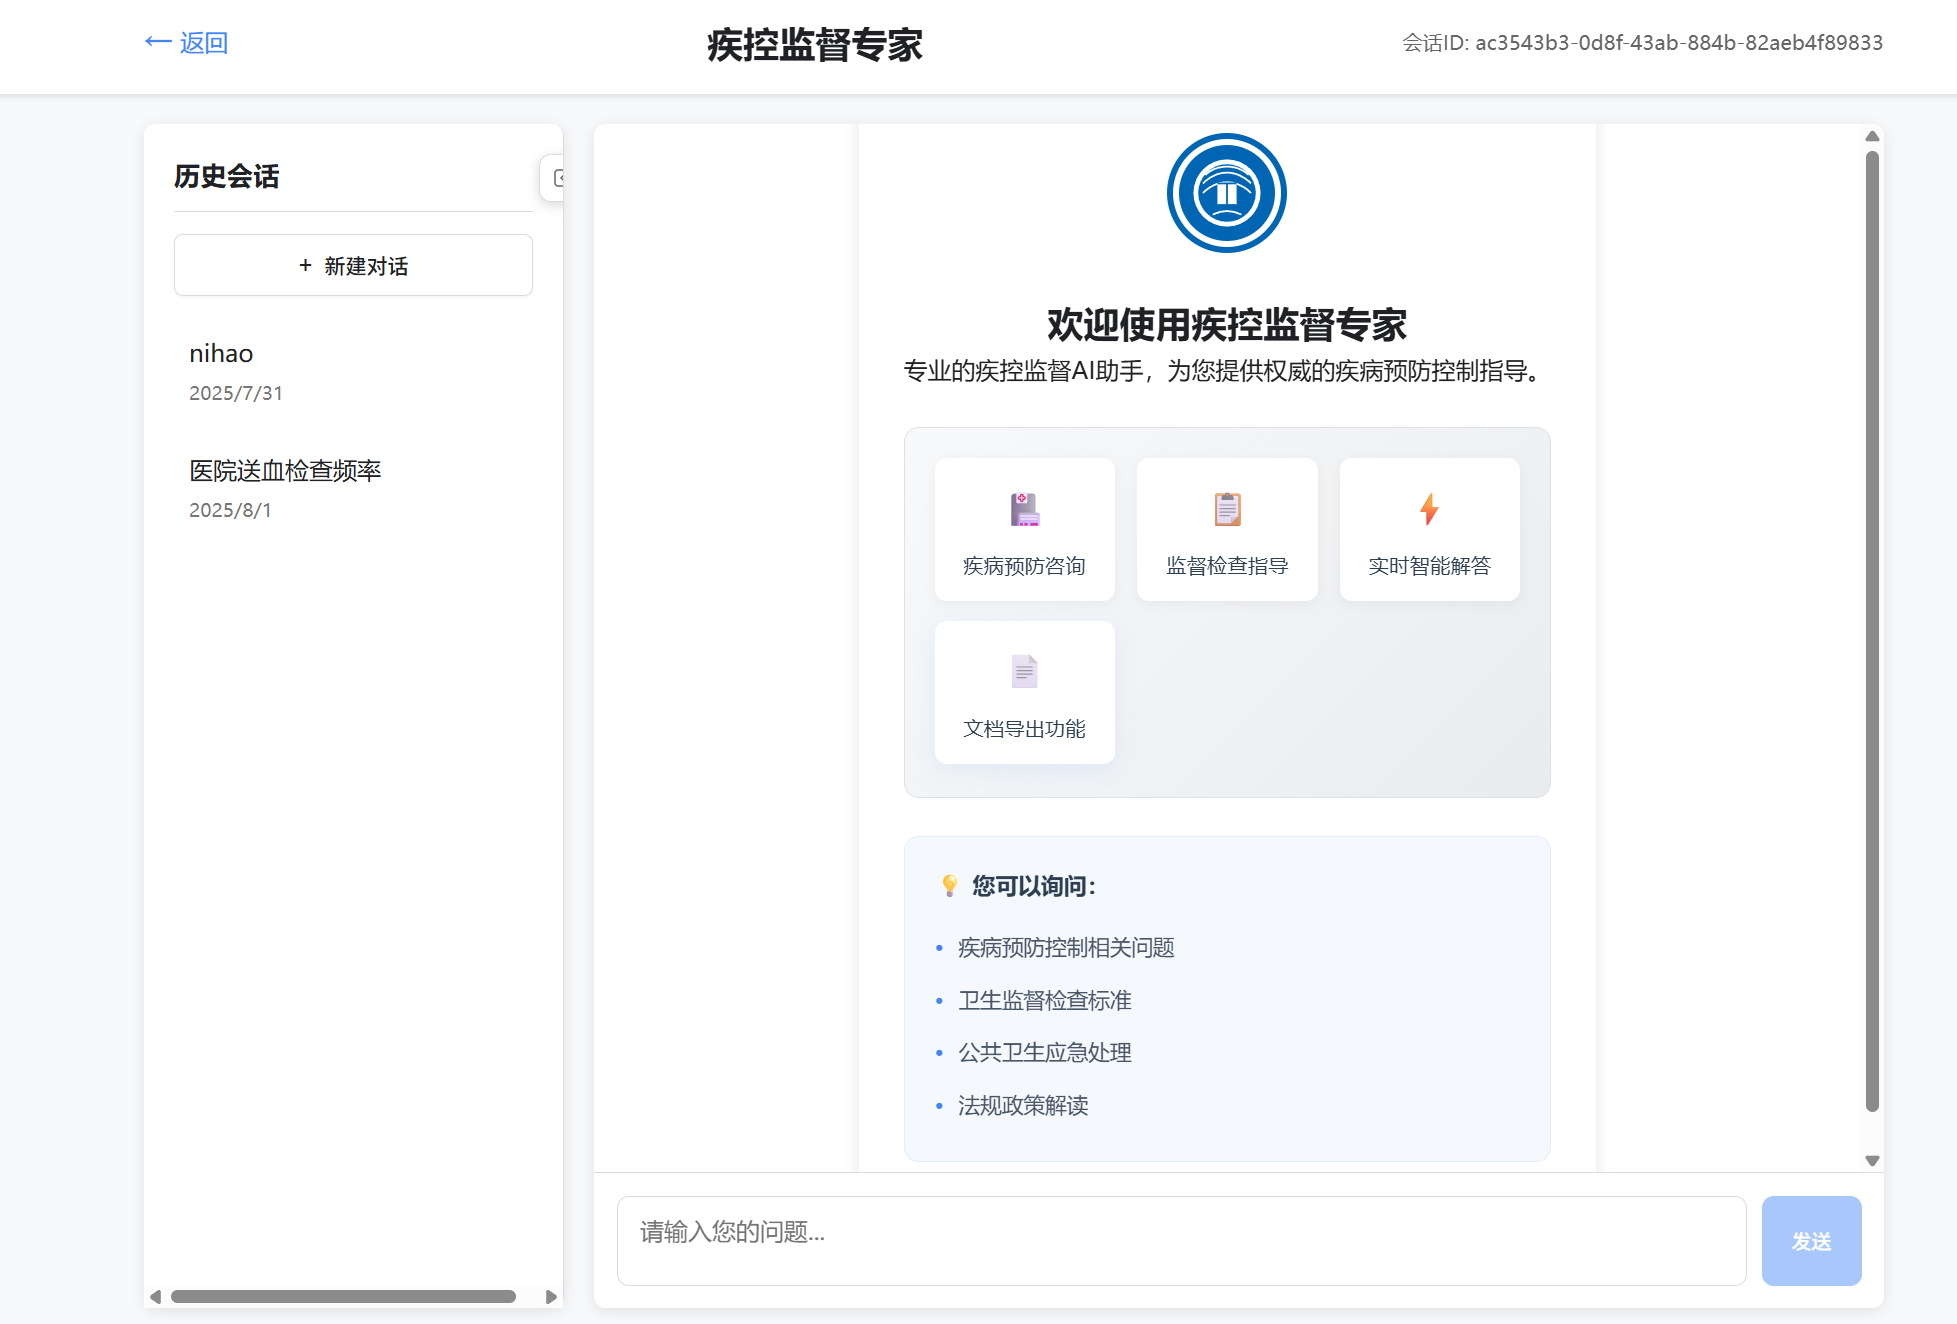 ← 返回
疾控监督专家
会话ID: ac3543b3-0d8f-43ab-884b-82aeb4f89833
历史会话
+ 新建对话
nihao
2025/7/31
医院送血检查频率
2025/8/1
欢迎使用疾控监督专家
专业的疾控监督AI助手，为您提供权威的疾病预防控制指导。
疾病预防咨询
监督检查指导
实时智能解答
文档导出功能
💡 您可以询问：
• 疾病预防控制相关问题
• 卫生监督检查标准
• 公共卫生应急处理
• 法规政策解读
请输入您的问题...
发送